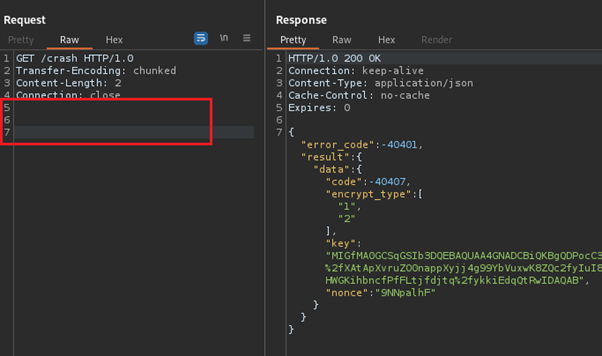 Request
Pretty Raw Hex \n
1 GET /crash HTTP/1.0
2 Transfer-Encoding: chunked
3 Content-Length: 2
4 Connection: close
5
6
7
Response
Pretty Raw Hex Render
1 HTTP/1.0 200 OK
2 Connection: keep-alive
3 Content-Type: application/json
4 Cache-Control: no-cache
5 Expires: 0
6
7 {
"error_code":-40401,
"result":{
"data":{
"code":-40407,
"encrypt_type":[
"1",
"2"
],
"key":
"MIGfMA0GCSqGSIb3DQEBAQUAA4GNADCBiQKBgQDPocC3
%2fXAtApXvruZOOnappXyjj4g99YbVuxwK8ZQc2fyIuI8
HWGKihbncfPfFLtjfdjtq%2fykkiEdqQtRwIDAQAB",
"nonce":"9NNpalhF"
}
}
}